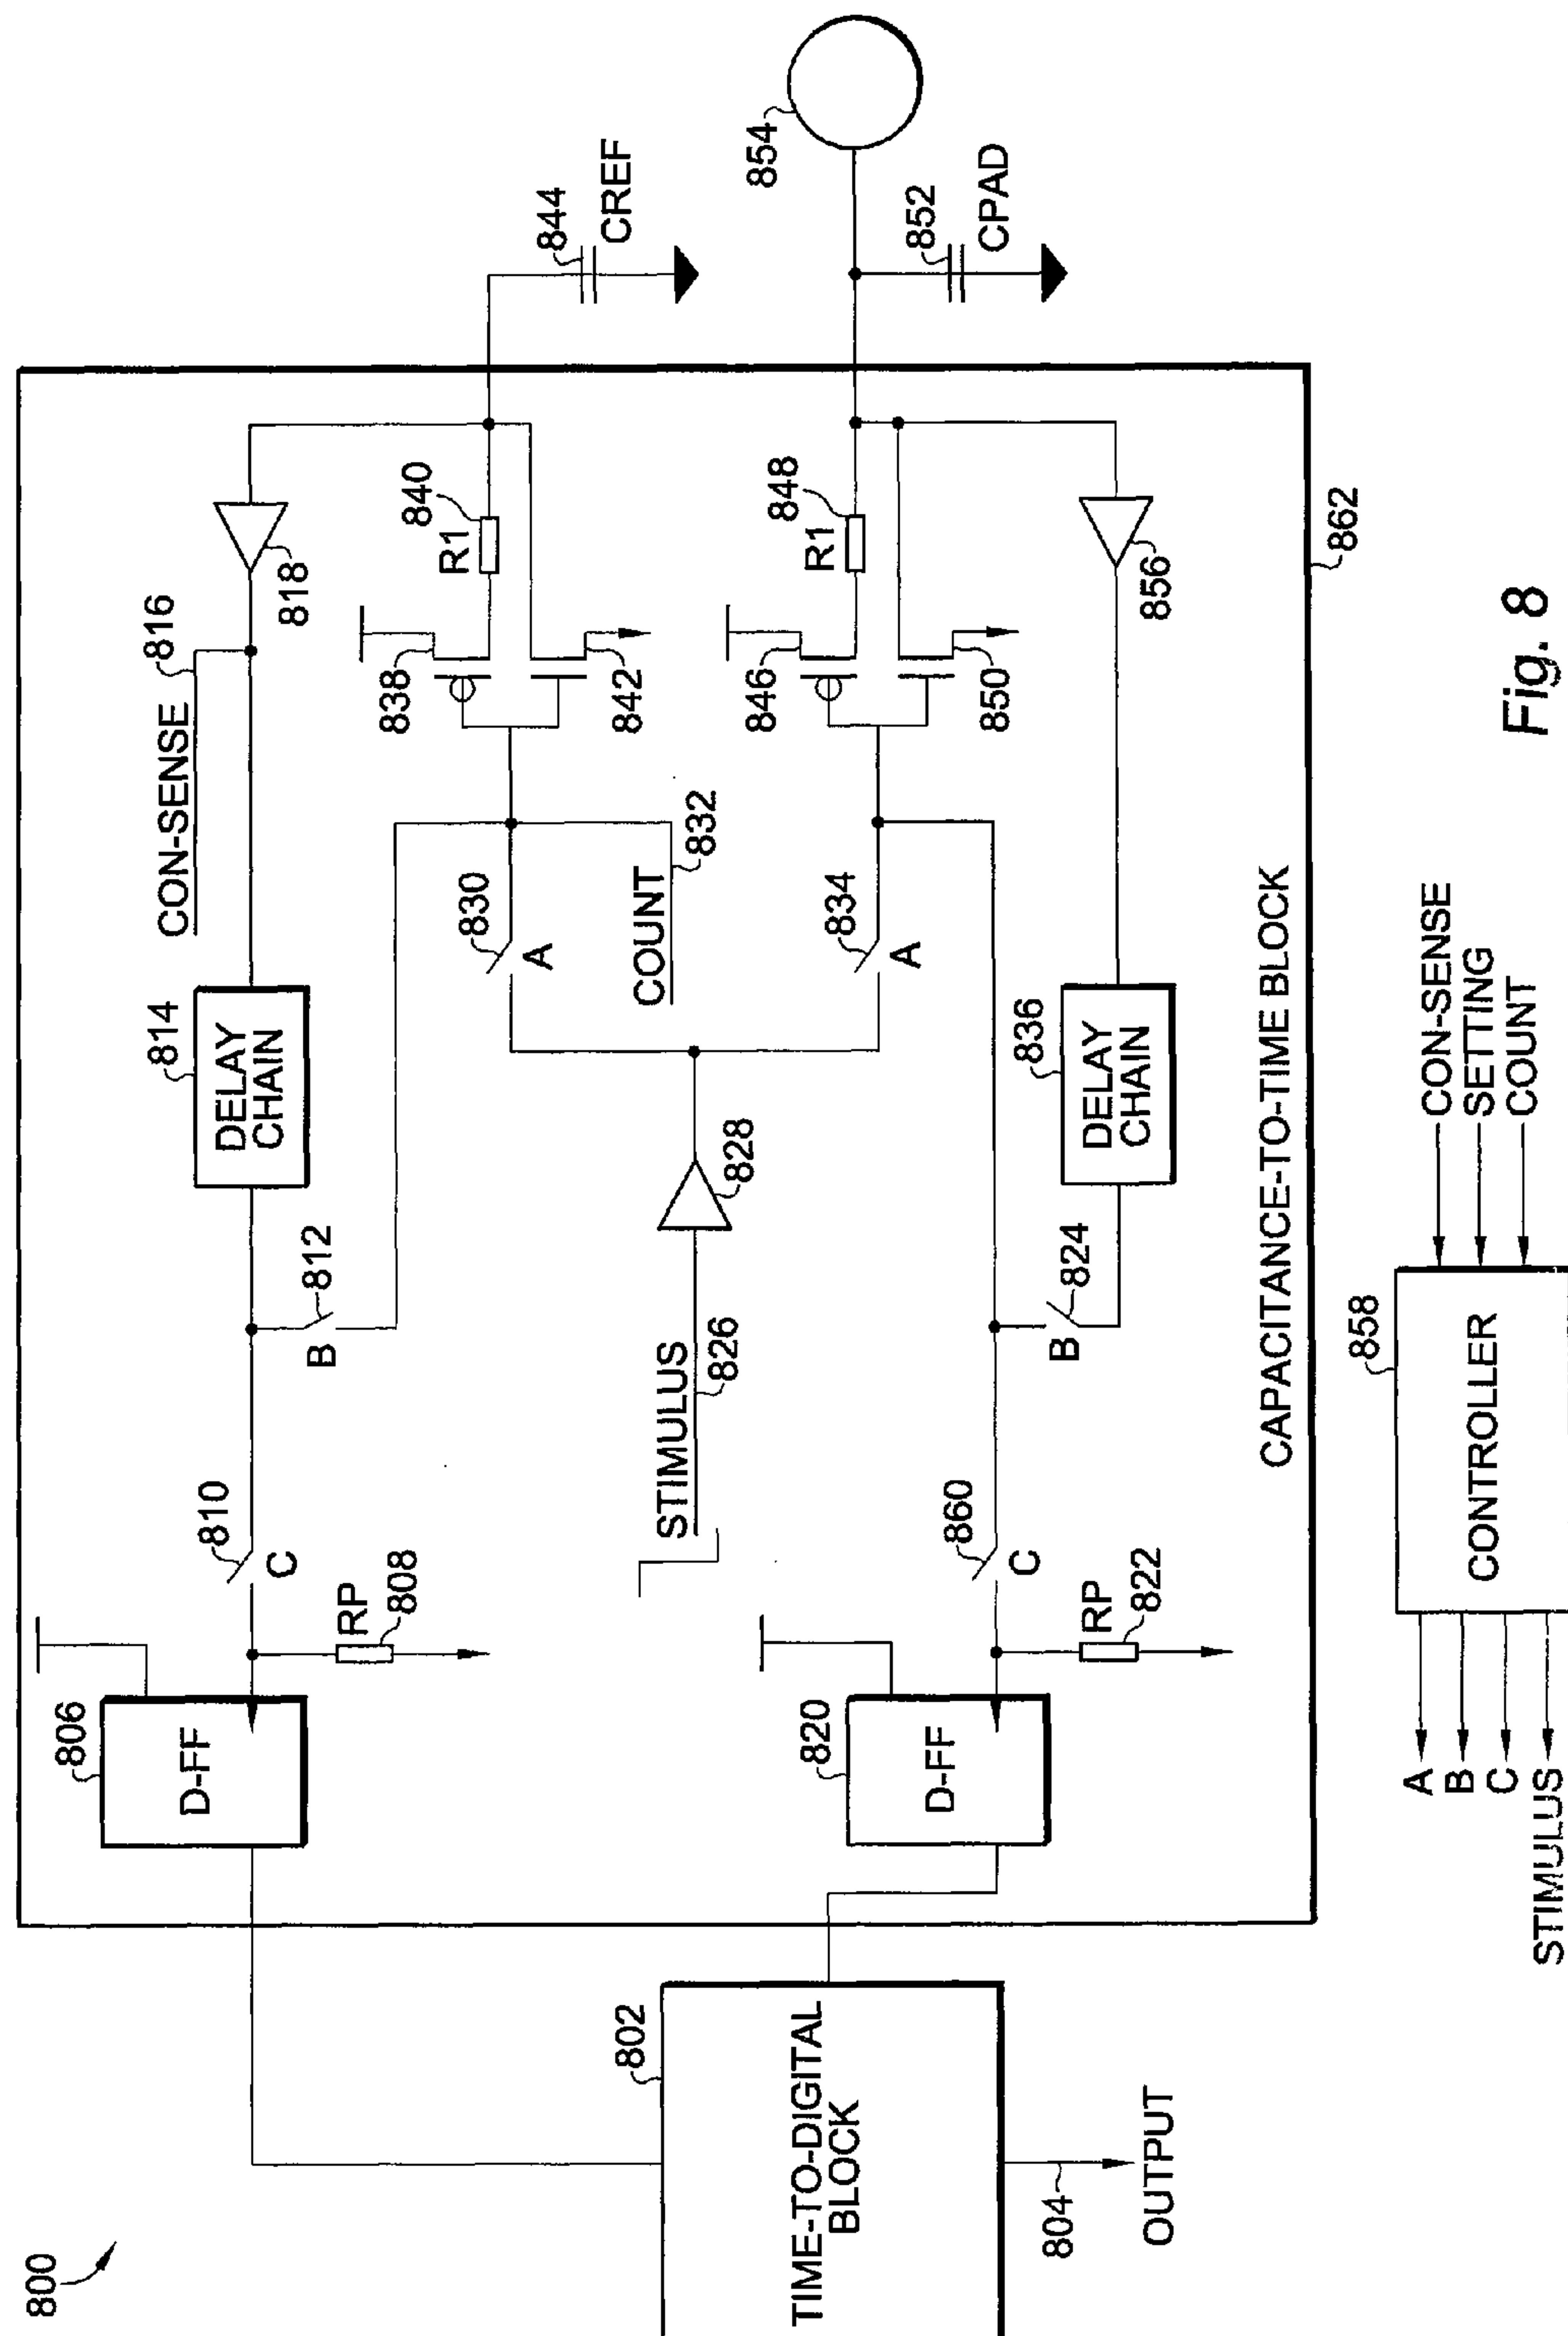 800
802
TIME-TO-DIGITAL
BLOCK
804
OUTPUT
806
D-FF
RP
808
810
C
812
B
814
DELAY
CHAIN
CON-SENSE
816
818
820
D-FF
RP
822
860
C
824
B
STIMULUS
826
828
830
A
COUNT
832
834
A
836
DELAY
CHAIN
838
R1
840
842
844
CREF
846
R1
848
850
852
CPAD
854
856
CAPACITANCE-TO-TIME BLOCK
862
858
CONTROLLER
CON-SENSE
SETTING
COUNT
A
B
C
STIMULUS
Fig. 8